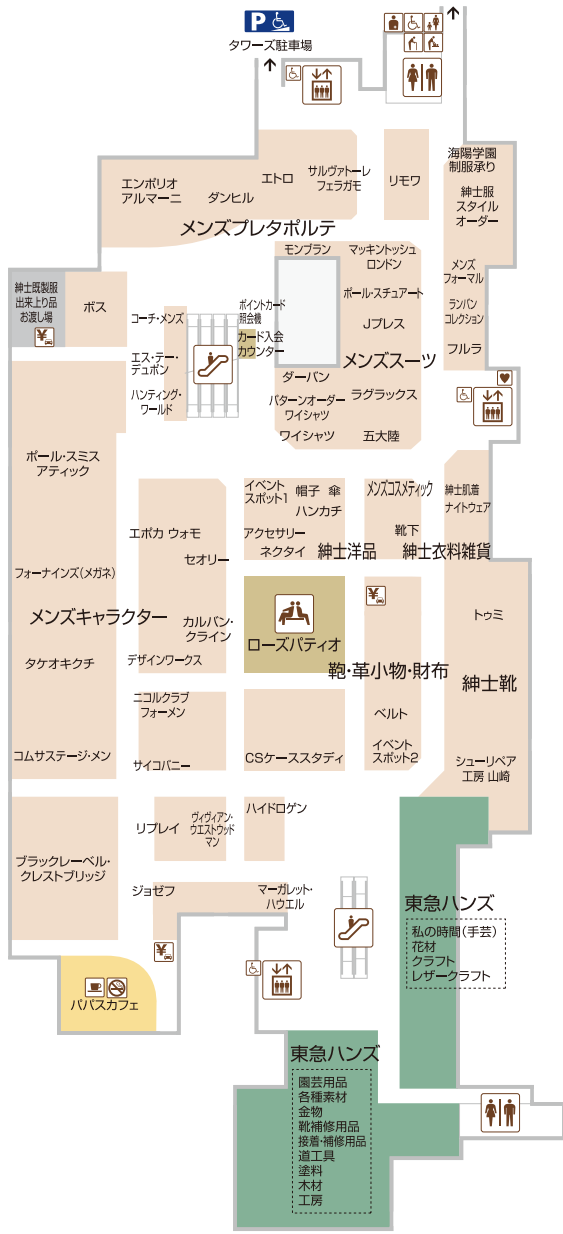 P
タワーズ駐車場
海陽学園
制服承り
サルヴァトーレ
フェラガモ
エトロ
リモワ
エンポリオ
アルマーニ
ダンヒル
紳士服
スタイル
オーダー
メンズプレタポルテ
モンブラン
マッキントッシュ
ロンドン
メンズ
フォーマル
紳士既製服
出来上り品
お渡し場
¥
ボス
コーチ・メンズ
ポイントカード
照会機
カード入会
カウンター
ポール・スチュアート
Jプレス
ランバン
コレクション
フルラ
エス・テー・
デュポン
メンズスーツ
ダーバン
ハンティング・
ワールド
パターンオーダー
ワイシャツ
ラグラックス
ワイシャツ
五大陸
ポール・スミス
アティック
イベント
スポット1
帽子 傘
ハンカチ
メンズコスメティック
紳士肌着
ナイトウェア
エポカ ウォモ
アクセサリー
ネクタイ
靴下
紳士洋品
紳士衣料雑貨
セオリー
フォーナインズ(メガネ)
¥
メンズキャラクター
カルバン・
クライン
ローズパティオ
トゥミ
タケオキクチ
デザインワークス
鞄・革小物・財布
紳士靴
ニコルクラブ
フォーメン
ベルト
コムサステージ・メン
サイコバニー
CSケーススタディ
イベント
スポット2
シューリペア
工房 山崎
リプレイ
ヴィヴィアン・
ウエストウッド
マン
ハイドロゲン
ブラックレーベル・
クレストブリッジ
ジョゼフ
マーガレット・
ハウエル
東急ハンズ
私の時間(手芸)
花材
クラフト
レザークラフト
¥
パパスカフェ
東急ハンズ
園芸用品
各種素材
金物
靴補修用品
接着・補修用品
道工具
塗料
木材
工房